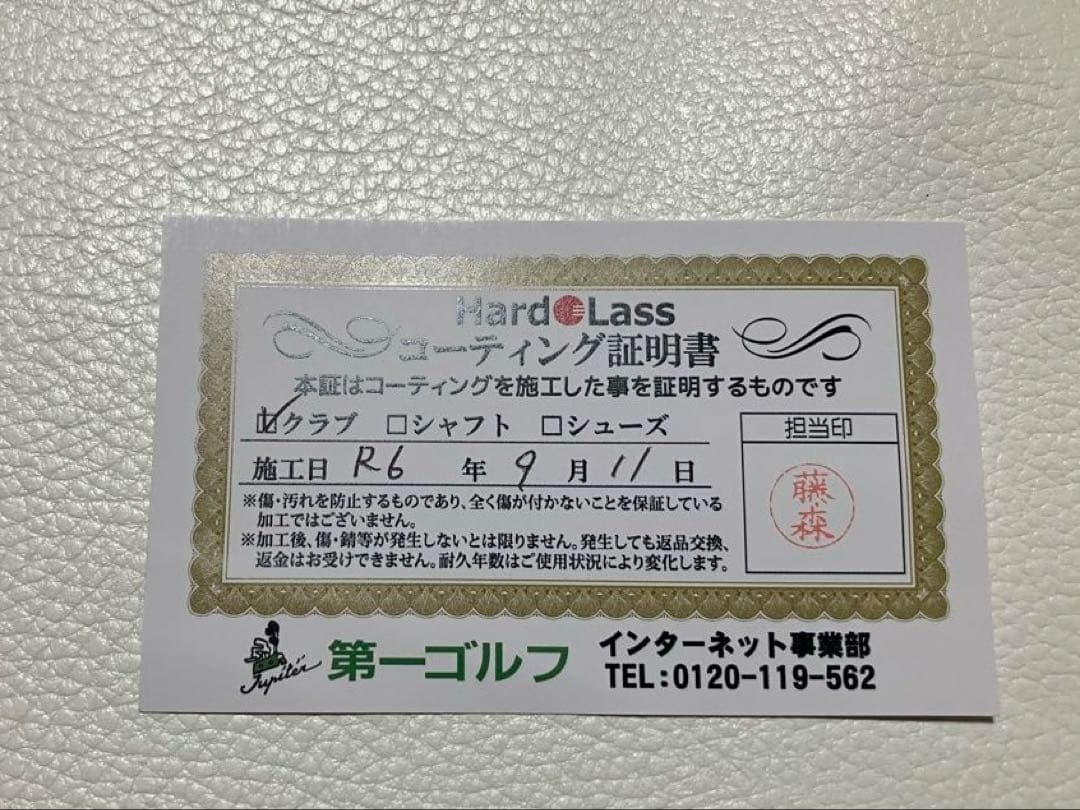 HardGLass
コーティング証明書
本証はコーティングを施工した事を証明するものです
☑クラブ □シャフト □シューズ
施工日 R6 年 9 月 11 日
担当印
藤森
※傷・汚れを防止するものであり、全く傷が付かないことを保証している
加工ではございません。
※加工後、傷・錆等が発生しないとは限りません。発生しても返品交換、
返金はお受けできません。耐久年数はご使用状況により変化します。
Jupiter
第一ゴルフ
インターネット事業部
TEL:0120-119-562